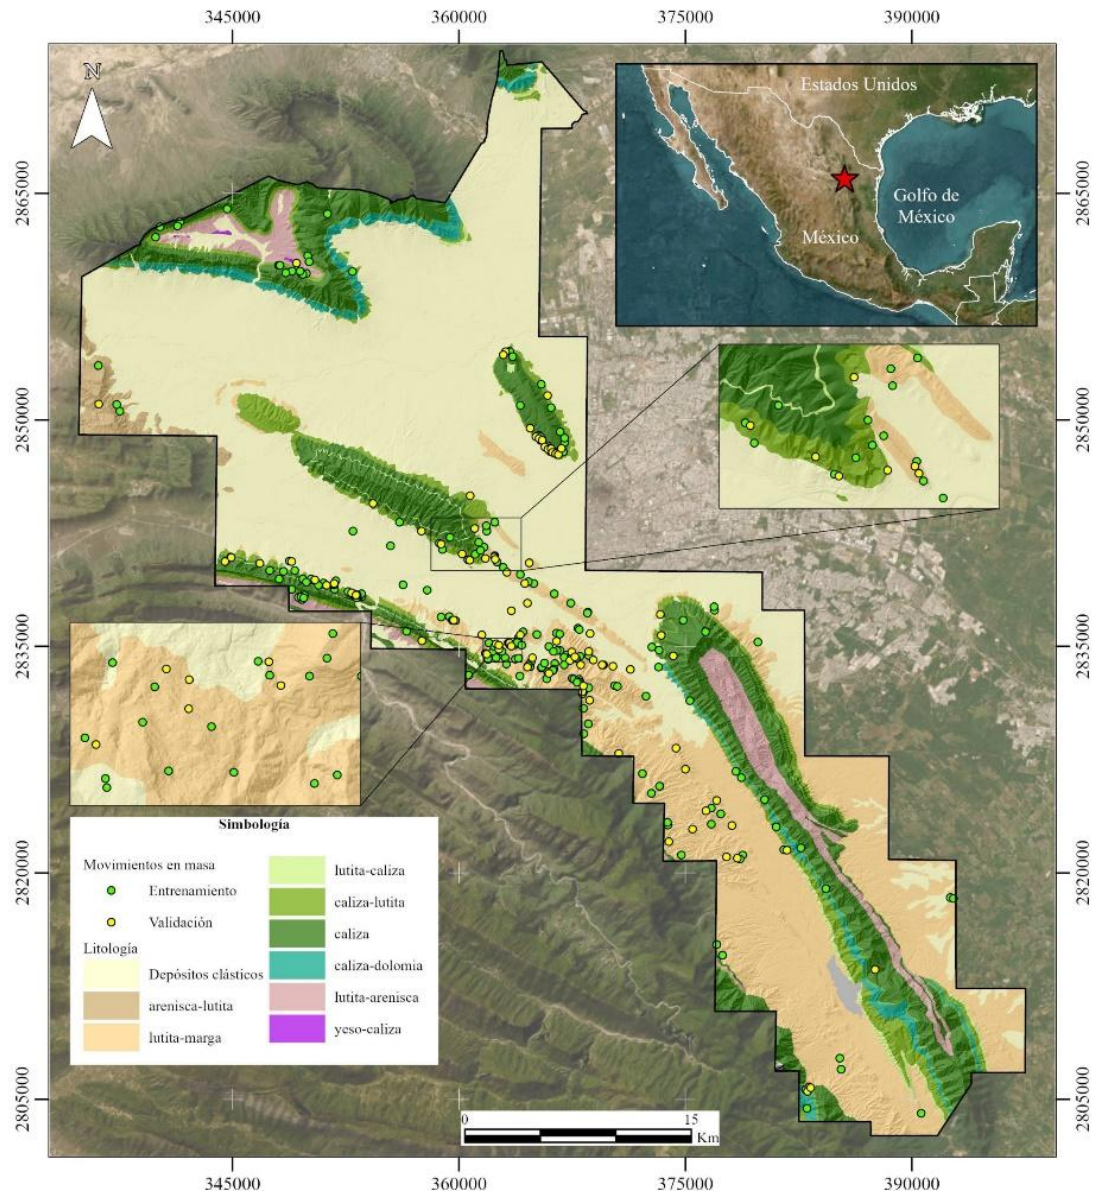 345000 360000 375000 390000
N
Estados Unidos
Golfo de
México
México
2865000 2865000
2850000 2850000
2835000 2835000
2820000 2820000
2805000 2805000
Simbología
Movimientos en masa
Entrenamiento
Validación
Litología
Depósitos clásticos
arenisca-lutita
lutita-marga
lutita-caliza
caliza-lutita
caliza
caliza-dolomia
lutita-arenisca
yeso-caliza
0 15
Km
345000 360000 375000 390000